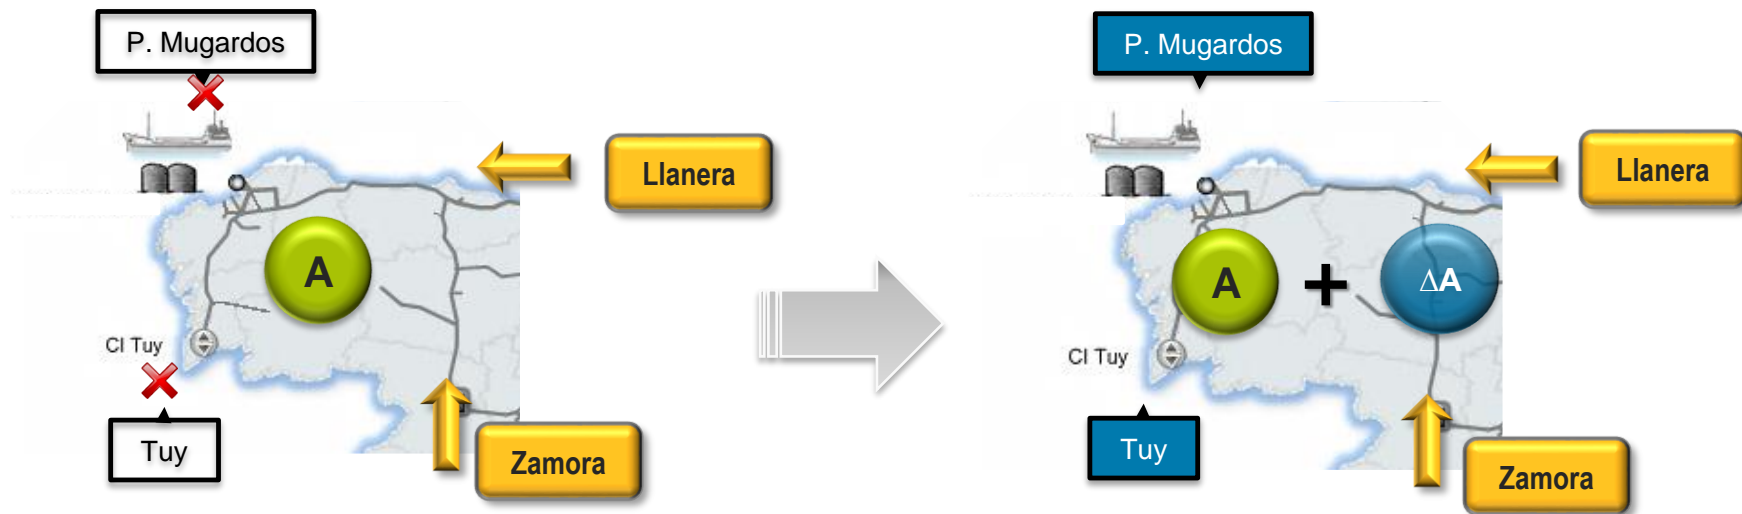 P. Mugardos
Llanera
A
CI Tuy
Tuy
Zamora
P. Mugardos
Llanera
A
+
ΔA
CI Tuy
Tuy
Zamora